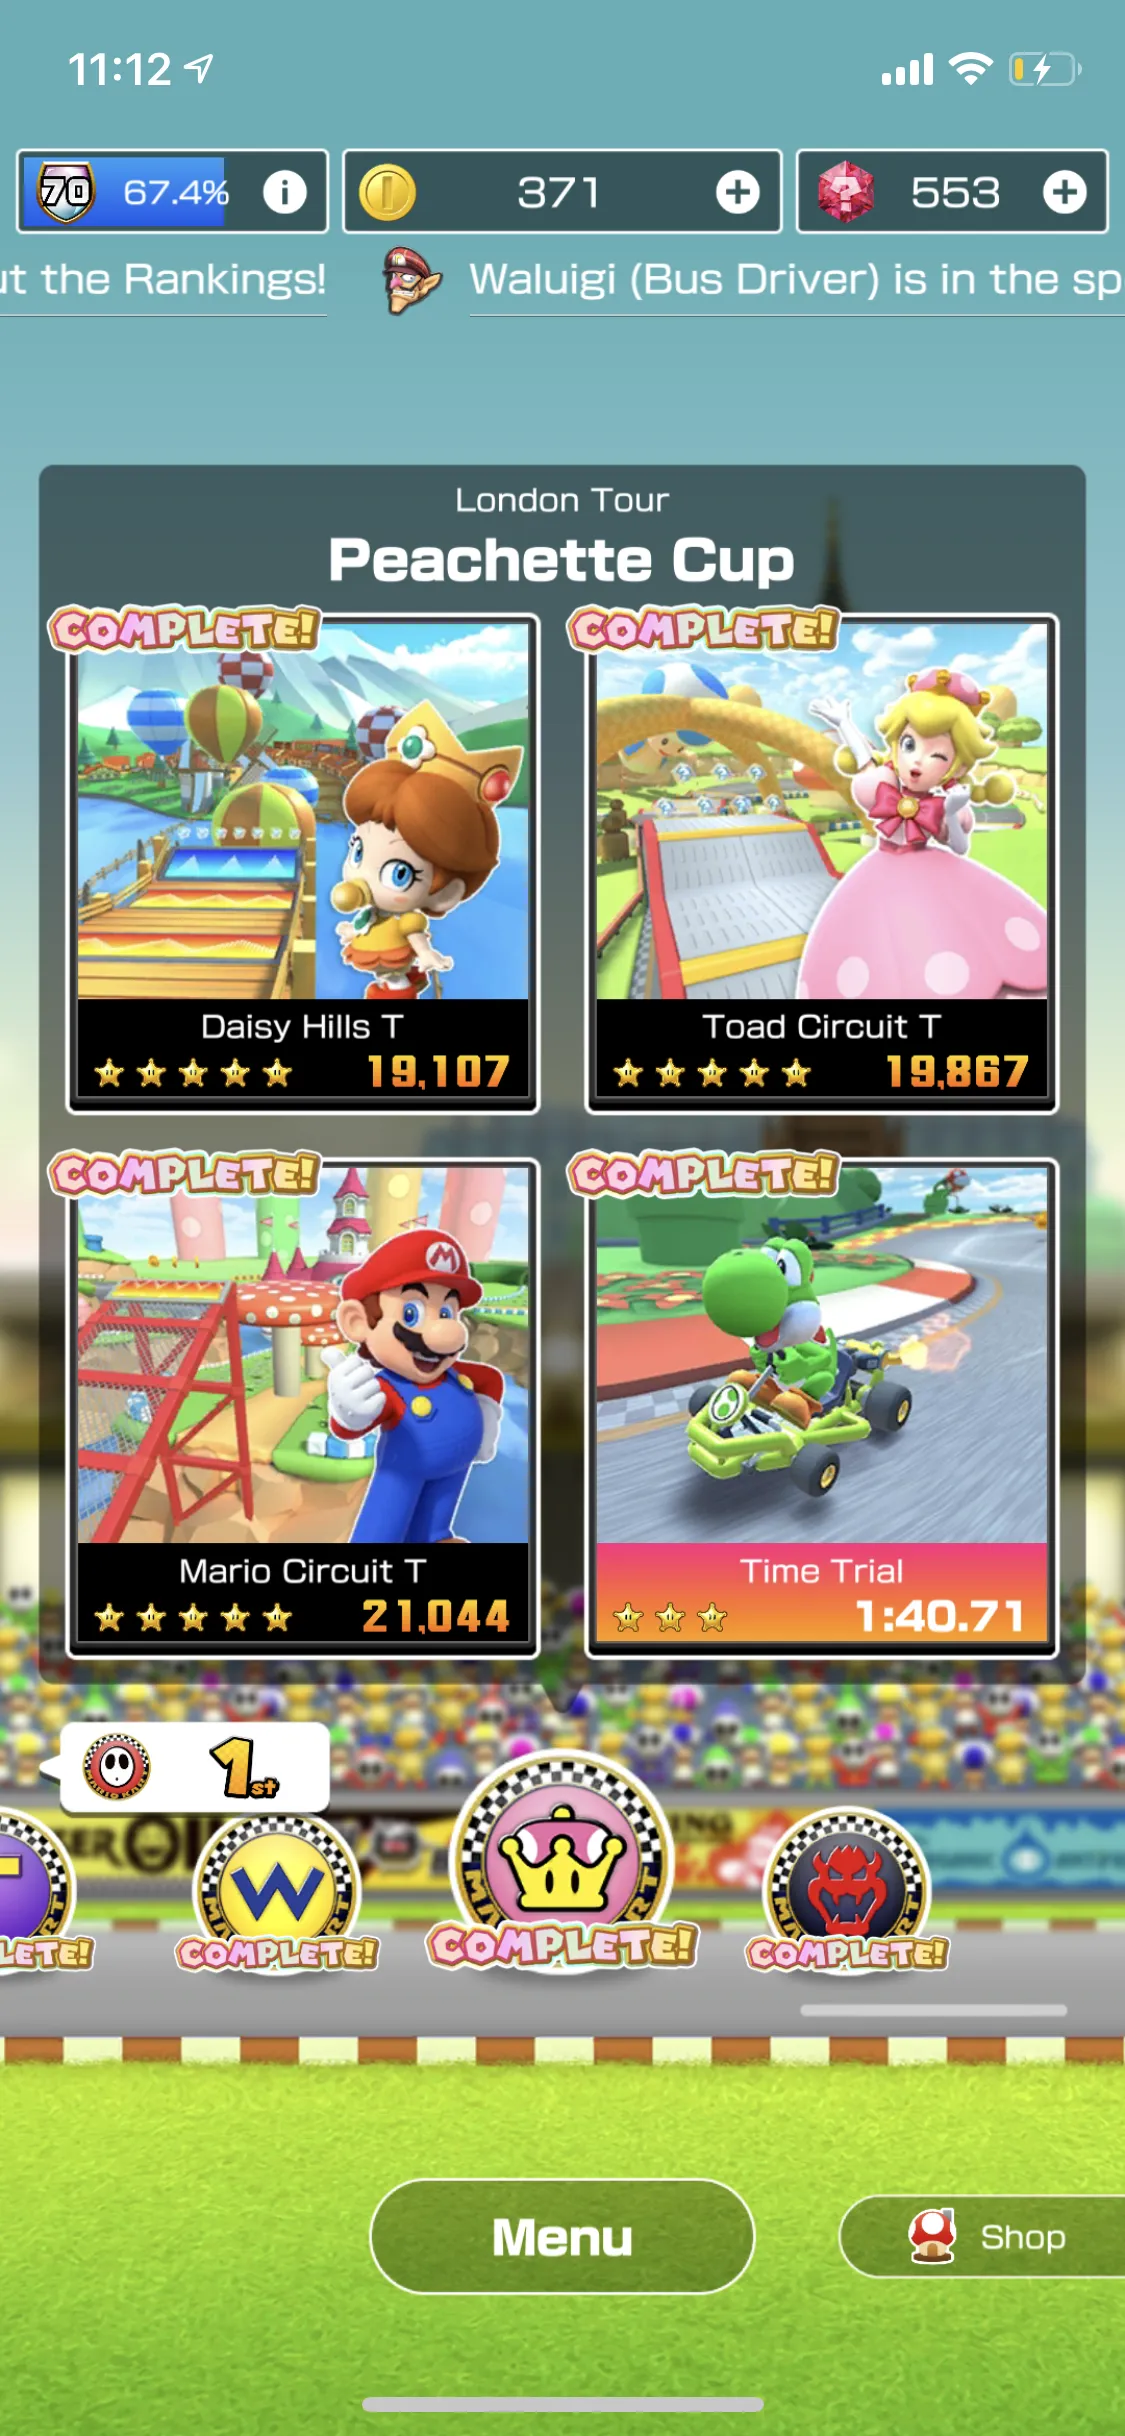 11:12
70 67.4% i 371 + 553 +
ut the Rankings! Waluigi (Bus Driver) is in the sp
London Tour
Peachette Cup
COMPLETE! COMPLETE!
Daisy Hills T
19,107
Toad Circuit T
19,867
COMPLETE! COMPLETE!
M
Mario Circuit T
21,044
Time Trial
1:40.71
1st
W
LETE! COMPLETE! COMPLETE! COMPLETE!
Menu
Shop